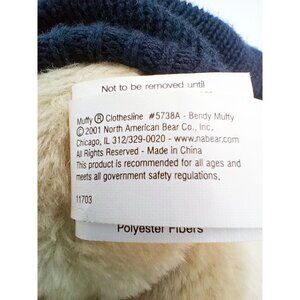 Not to be removed until
Muffy ® Clothesline #5738A - Bendy Muffy
© 2001 North American Bear Co., Inc,
Chicago, IL 312/329-0020 - www.nabear.com
All Rights Reserved - Made in China
This product is recommended for all ages and
meets all government safety regulations.
11703
Polyester Fibers